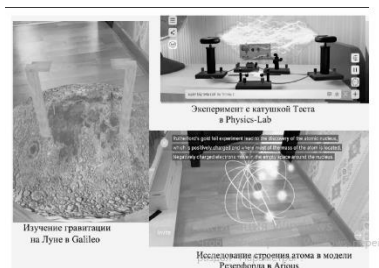 Эксперимент с катушкой Теста
в Physics-Lab
Rutherford's gold foil experiment lead to the discovery of the atomic nucleus,
which is positively charged and where most of the mass of the atom is located.
Negatively charged electrons move in the empty space around the nucleus.
Изучение гравитации
на Луне в Galileo
Исследование строения атома в модели
Резерфорда в Arious